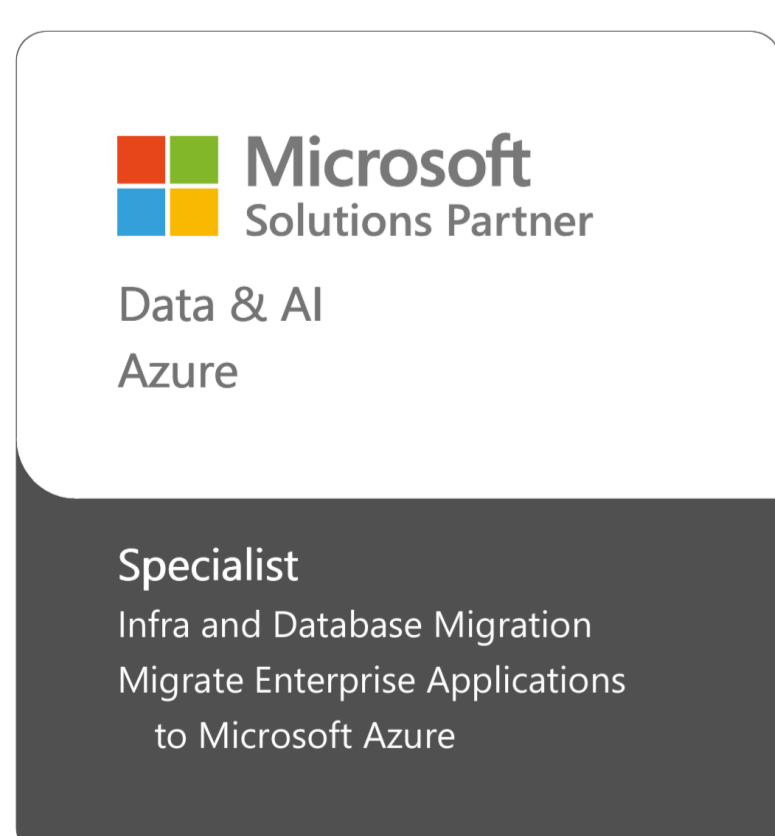 Microsoft
Solutions Partner
Data & AI
Azure
Specialist
Infra and Database Migration
Migrate Enterprise Applications
to Microsoft Azure